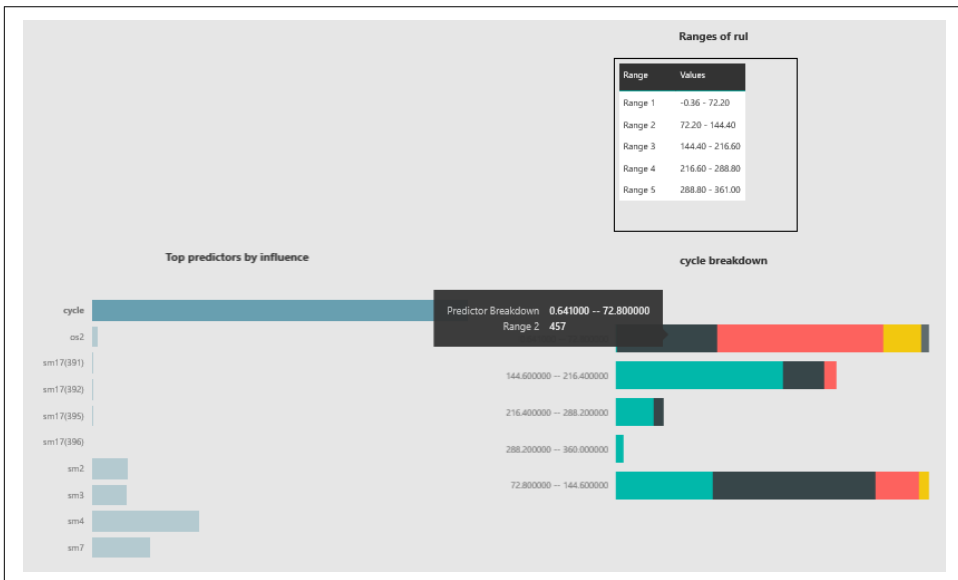 Ranges of rul
Range Values
Range 1 -0.36 - 72.20
Range 2 72.20 - 144.40
Range 3 144.40 - 216.60
Range 4 216.60 - 288.80
Range 5 288.80 - 361.00
Top predictors by influence
cycle
os2
sm17(391)
sm17(392)
sm17(395)
sm17(396)
sm2
sm3
sm4
sm7
cycle breakdown
Predictor Breakdown 0.641000 -- 72.800000
Range 2 457
144.600000 -- 216.400000
216.400000 -- 288.200000
288.200000 -- 360.000000
72.800000 -- 144.600000